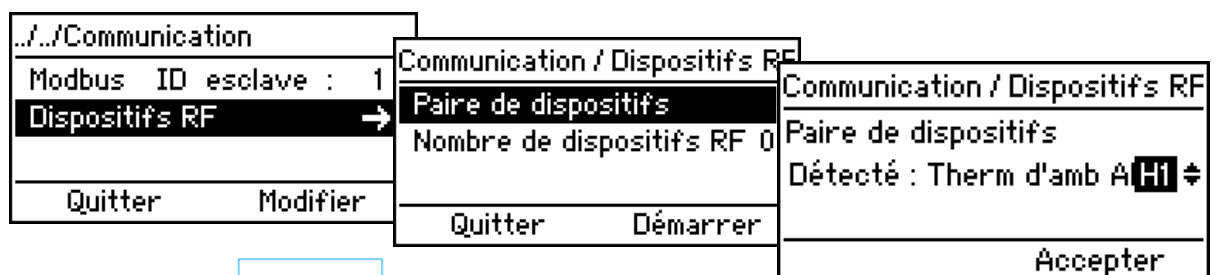 ../../Communication
Modbus ID esclave : 1
Dispositifs RF →
Quitter Modifier
Communication / Dispositifs RF
Paire de dispositifs
Nombre de dispositifs RF 0
Quitter Démarrer
Communication / Dispositifs RF
Paire de dispositifs
Détecté : Therm d'amb A H1
Accepter